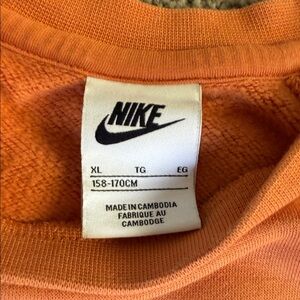 NIKE
XL TG EG
158-170CM
MADE IN CAMBODIA
FABRIQUE AU
CAMBODGE